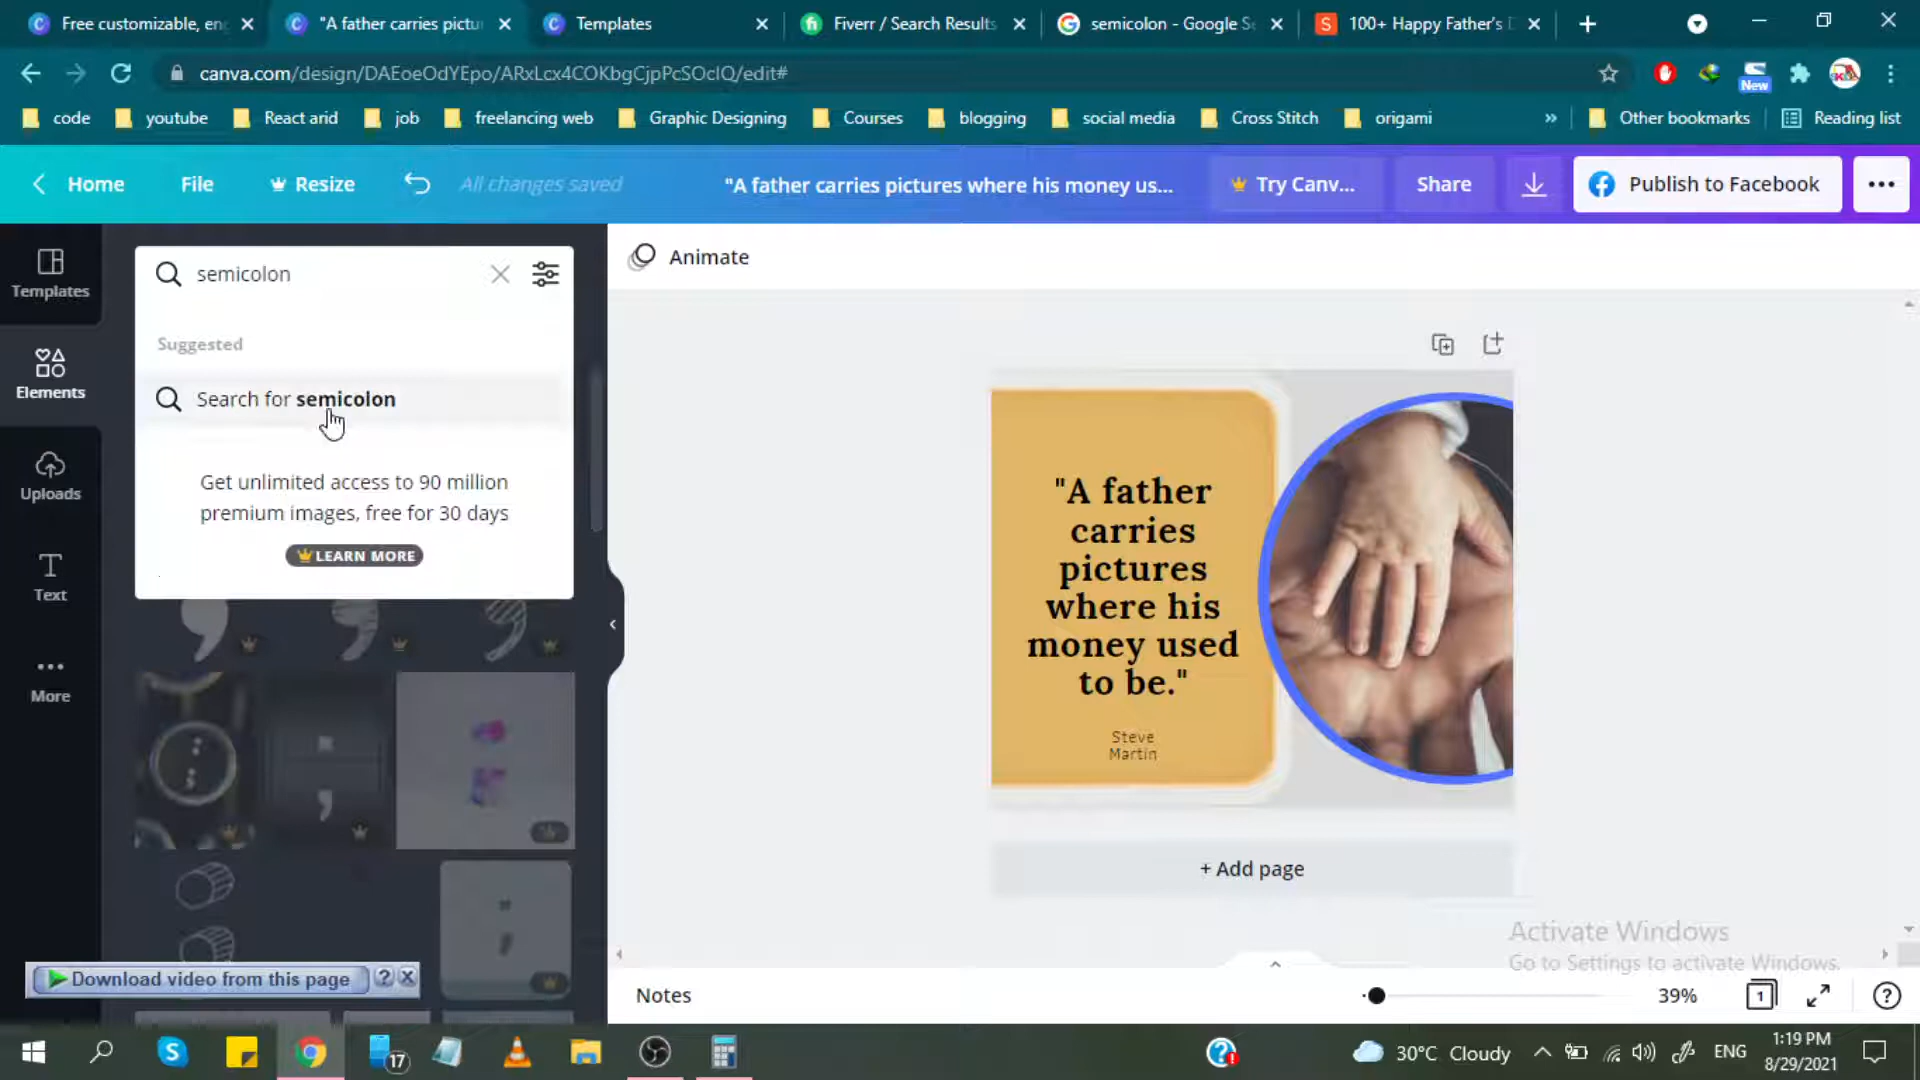 Free customizable, en
"A father carries pictu
Templates
Fiverr / Search Results
semicolon - Google Se
100+ Happy Father's D
canva.com/design/DAEoeOdYEpo/ARxLcx4COKbgCjpPcSOcIQ/edit#
New
code
youtube
React arid
job
freelancing web
Graphic Designing
Courses
blogging
social media
Cross Stitch
origami
»
Other bookmarks
Reading list
Home
File
Resize
All changes saved
"A father carries pictures where his money us...
Try Canv...
Share
Publish to Facebook
Templates
Elements
Uploads
Text
More
semicolon
Suggested
Search for semicolon
Get unlimited access to 90 million
premium images, free for 30 days
LEARN MORE
Animate
"A father
carries
pictures
where his
money used
to be."
Steve
Martin
+ Add page
Activate Windows
Go to Settings to activate Windows.
Download video from this page
Notes
39%
1
17
30°C Cloudy
ENG
1:19 PM
8/29/2021